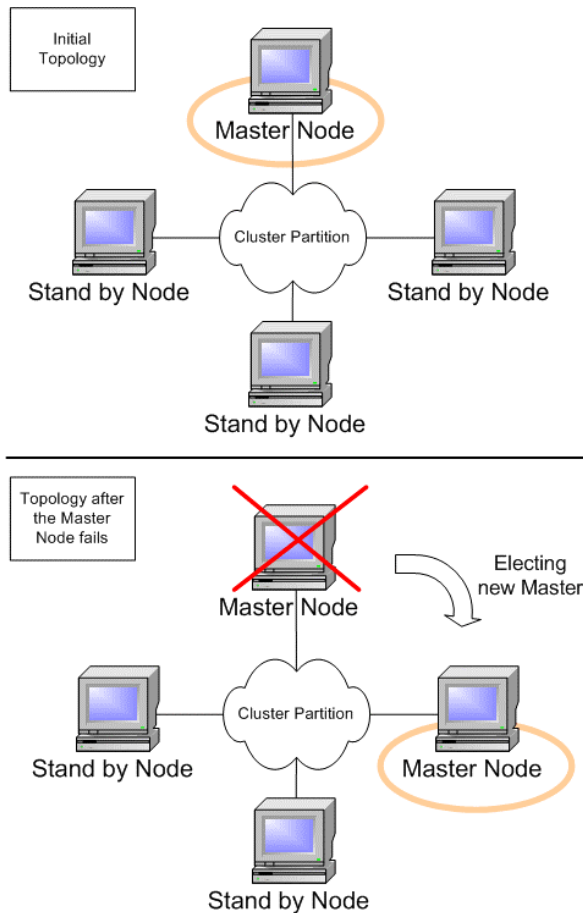 Initial
Topology
Master Node
Cluster Partition
Stand by Node
Stand by Node
Stand by Node
Topology after
the Master
Node fails
Electing
new Master
Master Node
Cluster Partition
Stand by Node
Master Node
Stand by Node